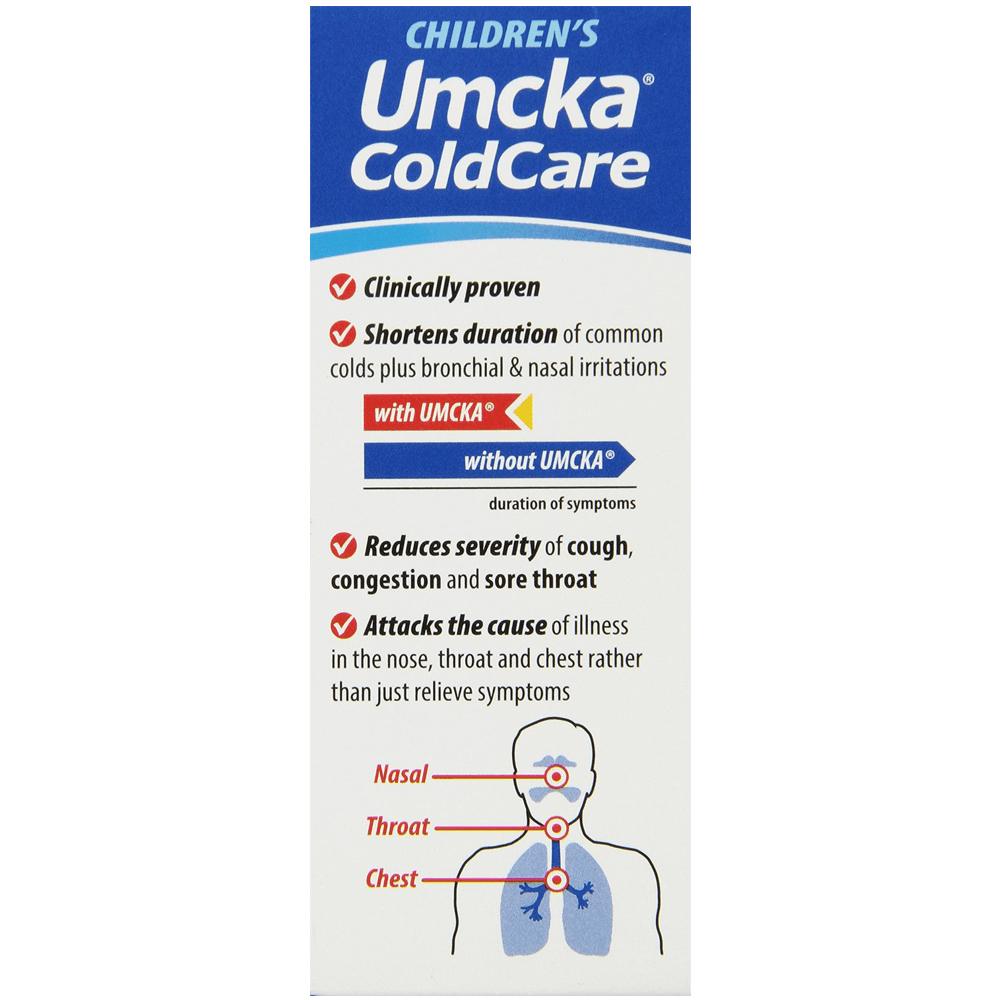 CHILDREN'S
Umcka®
ColdCare
Clinically proven
Shortens duration of common
colds plus bronchial & nasal irritations
with UMCKA®
without UMCKA®
duration of symptoms
Reduces severity of cough,
congestion and sore throat
Attacks the cause of illness
in the nose, throat and chest rather
than just relieve symptoms
Nasal
Throat
Chest